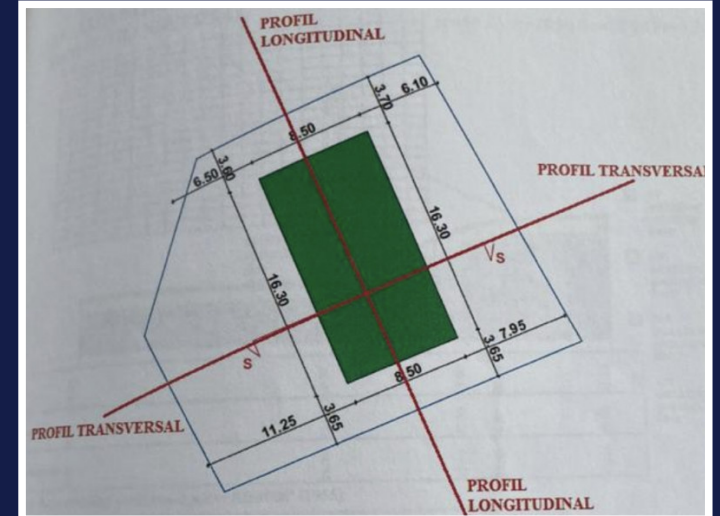 PROFIL
LONGITUDINAL
3.70
6.10
8.50
3.60
6.50
PROFIL TRANSVERSA
16.30
S
16.30
7.95
3.65
S
8.50
11.25
3.65
PROFIL TRANSVERSAL
PROFIL
LONGITUDINAL